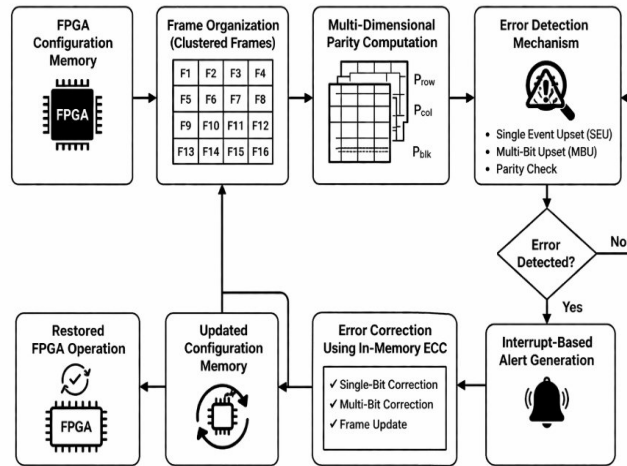 FPGA
Configuration
Memory
FPGA
Frame Organization
(Clustered Frames)
F1 F2 F3 F4
F5 F6 F7 F8
F9 F10 F11 F12
F13 F14 F15 F16
Multi-Dimensional
Parity Computation
Prow
Pcol
Pblk
Error Detection
Mechanism
• Single Event Upset (SEU)
• Multi-Bit Upset (MBU)
• Parity Check
Error
Detected?
No
Yes
Restored
FPGA Operation
FPGA
Updated
Configuration
Memory
Error Correction
Using In-Memory ECC
✓ Single-Bit Correction
✓ Multi-Bit Correction
✓ Frame Update
Interrupt-Based
Alert Generation